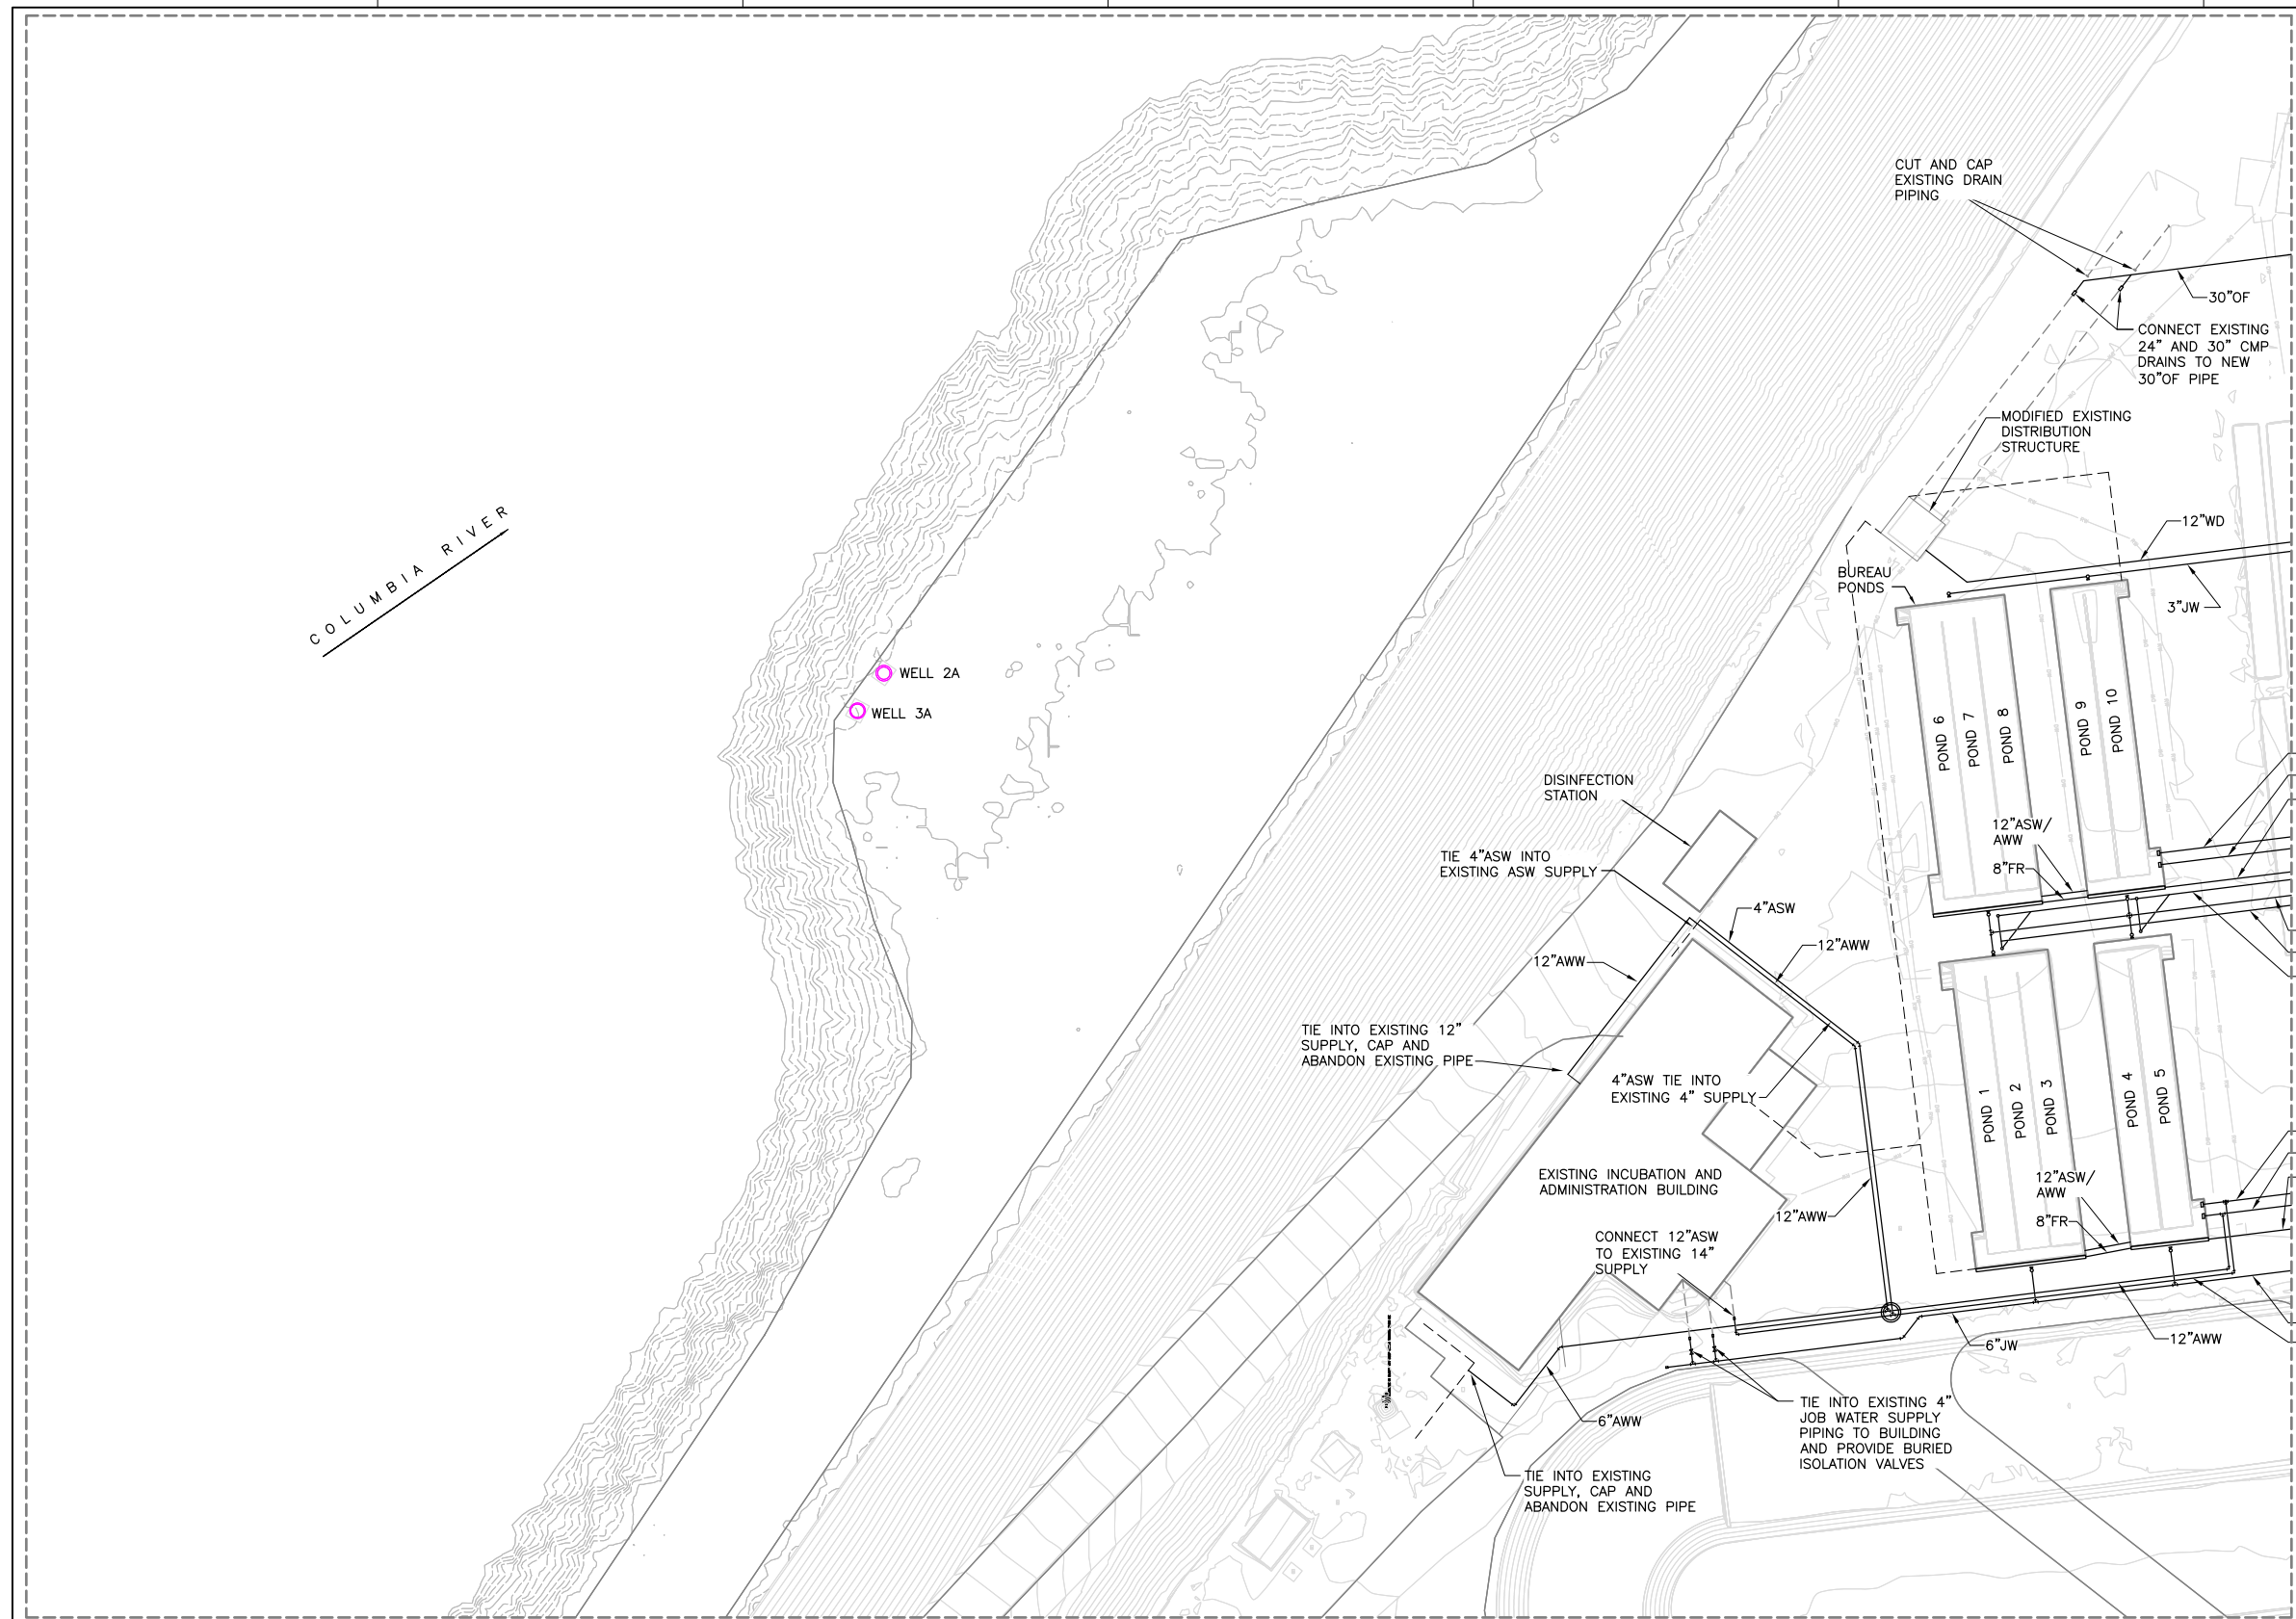 CUT AND CAP
EXISTING DRAIN
PIPING
30"OF
CONNECT EXISTING
24" AND 30" CMP
DRAINS TO NEW
30"OF PIPE
MODIFIED EXISTING
DISTRIBUTION
STRUCTURE
COLUMBIA RIVER
12"WD
BUREAU
PONDS
3"JW
WELL 2A
WELL 3A
POND 6
POND 7
POND 8
POND 9
POND 10
DISINFECTION
STATION
12"ASW/
AWW
8"FR
TIE 4"ASW INTO
EXISTING ASW SUPPLY
4"ASW
12"AWW
12"AWW
TIE INTO EXISTING 12"
SUPPLY, CAP AND
ABANDON EXISTING PIPE
4"ASW TIE INTO
EXISTING 4" SUPPLY
POND 1
POND 2
POND 3
POND 4
POND 5
EXISTING INCUBATION AND
ADMINISTRATION BUILDING
12"ASW/
AWW
8"FR
12"AWW
CONNECT 12"ASW
TO EXISTING 14"
SUPPLY
6"JW
12"AWW
6"AWW
TIE INTO EXISTING 4"
JOB WATER SUPPLY
PIPING TO BUILDING
AND PROVIDE BURIED
ISOLATION VALVES
TIE INTO EXISTING
SUPPLY, CAP AND
ABANDON EXISTING PIPE